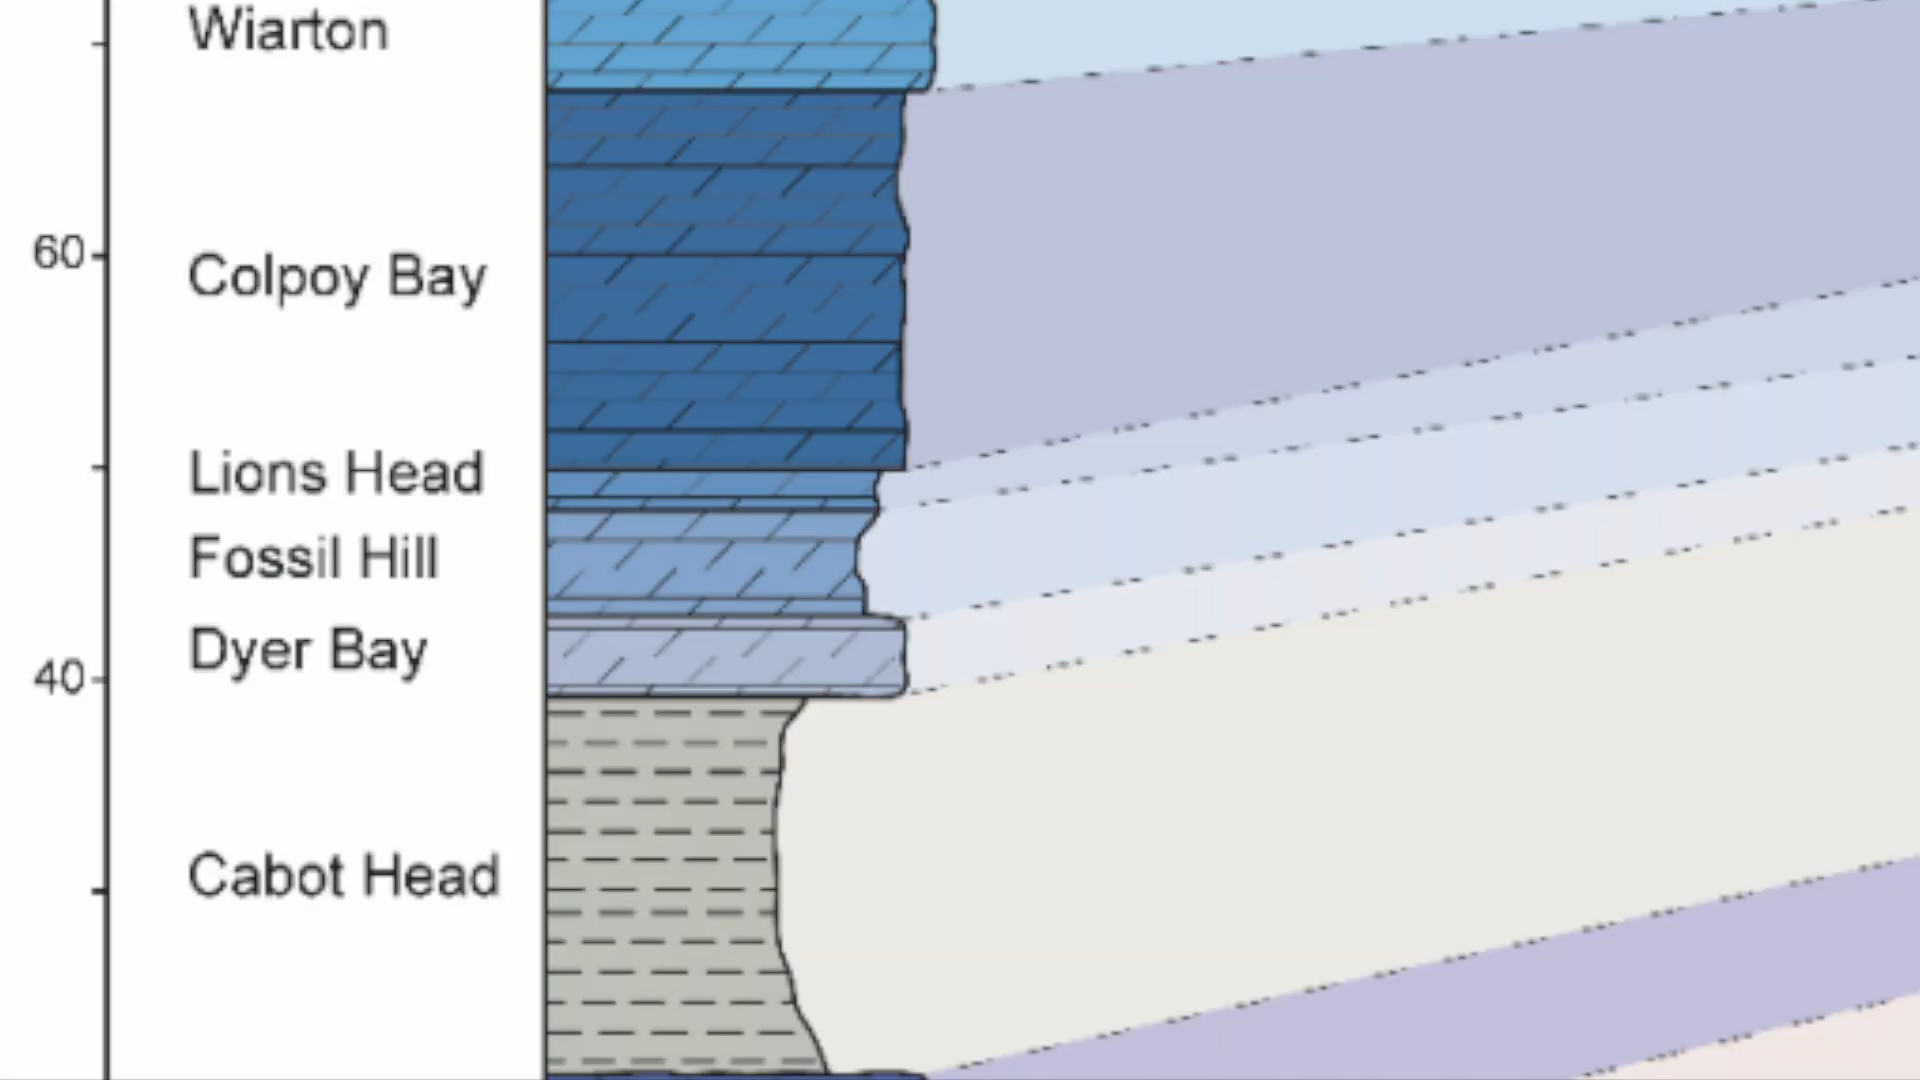 Wiarton
60
Colpoy Bay
Lions Head
Fossil Hill
Dyer Bay
40
Cabot Head